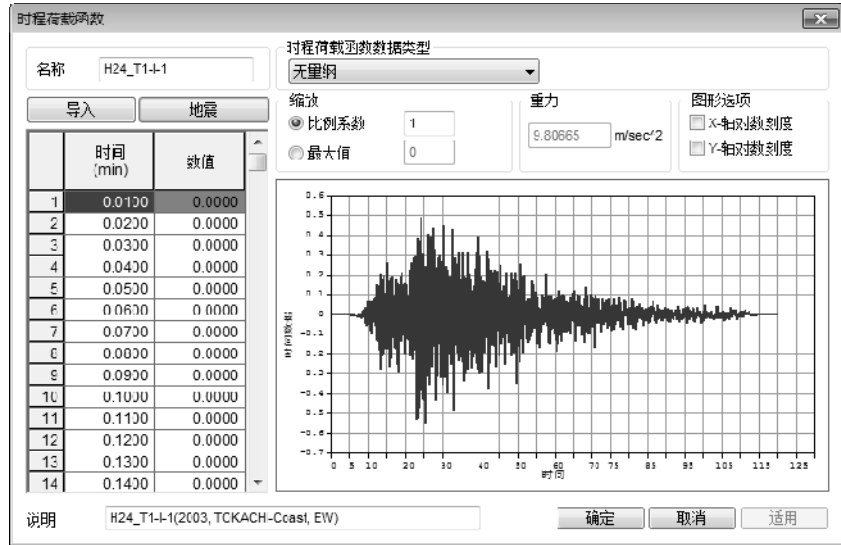 时程荷载函数
名称 H24_T1-I-1
时程荷载函数数据类型
无量纲
导入 地震
缩放
比例系数 1
最大值 0
重力
9.80665 m/sec^2
图形选项
X-轴对数刻度
Y-轴对数刻度
时间 (min) 数值
1 0.0100 0.0000
2 0.0200 0.0000
3 0.0300 0.0000
4 0.0400 0.0000
5 0.0500 0.0000
6 0.0600 0.0000
7 0.0700 0.0000
8 0.0800 0.0000
9 0.0900 0.0000
10 0.1000 0.0000
11 0.1100 0.0000
12 0.1200 0.0000
13 0.1300 0.0000
14 0.1400 0.0000
0.6
0.5
0.4
0.3
0.2
0.1
0
-0.1
-0.2
-0.3
-0.4
-0.5
-0.6
-0.7
时间数据
0 5 10 20 30 40 50 60 70 75 85 95 105 115 125
时间
说明 H24_T1-I-1(2003, TCKACHI-Coast, EW)
确定 取消 适用